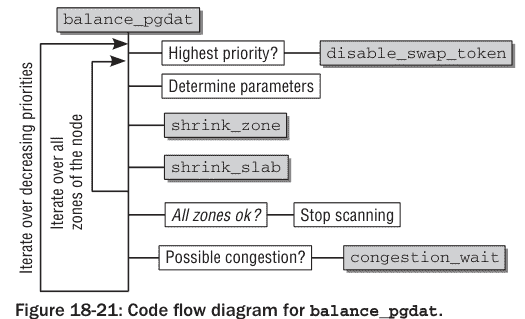 balance_pgdat
Highest priority?
disable_swap_token
Determine parameters
shrink_zone
shrink_slab
All zones ok?
Stop scanning
Possible congestion?
congestion_wait
Iterate over decreasing priorities
Iterate over all
zones of the node
Figure 18-21: Code flow diagram for balance_pgdat.